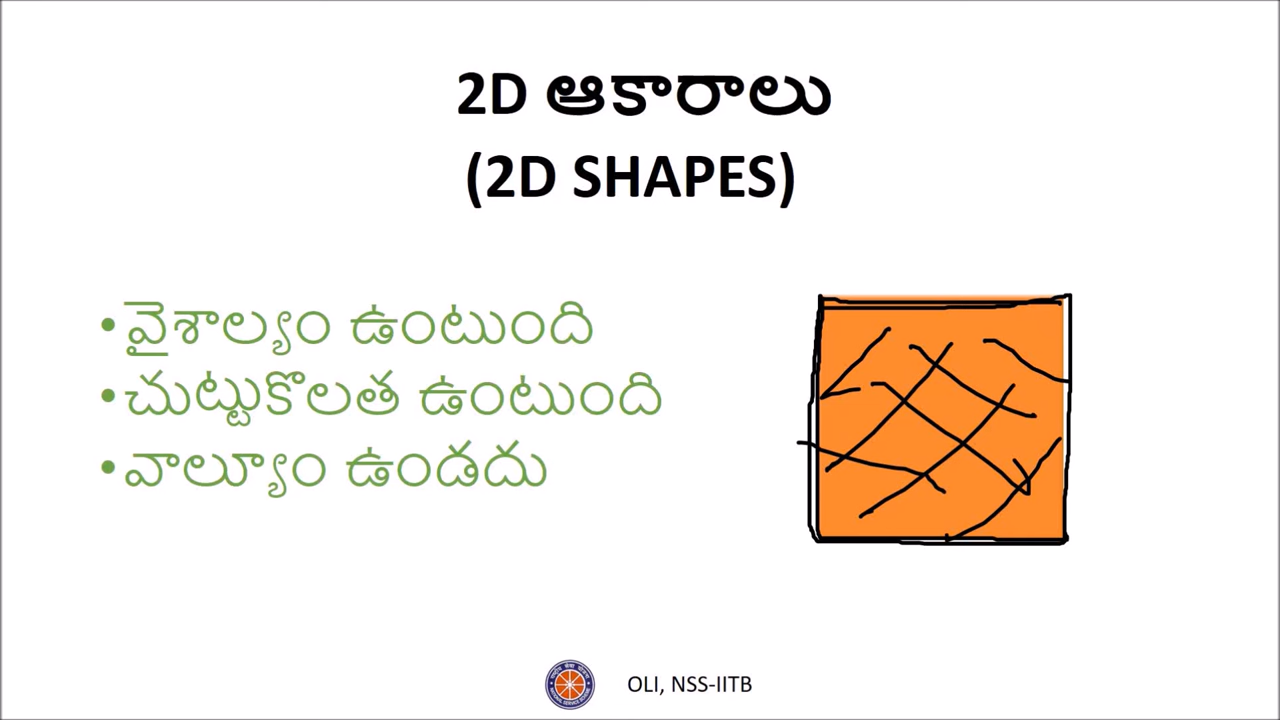 2D ఆకారాలు
(2D SHAPES)
•వైశాల్యం ఉంటుంది
•చుట్టుకొలత ఉంటుంది
•వాల్యూం ఉండదు
OLI, NSS-IITB